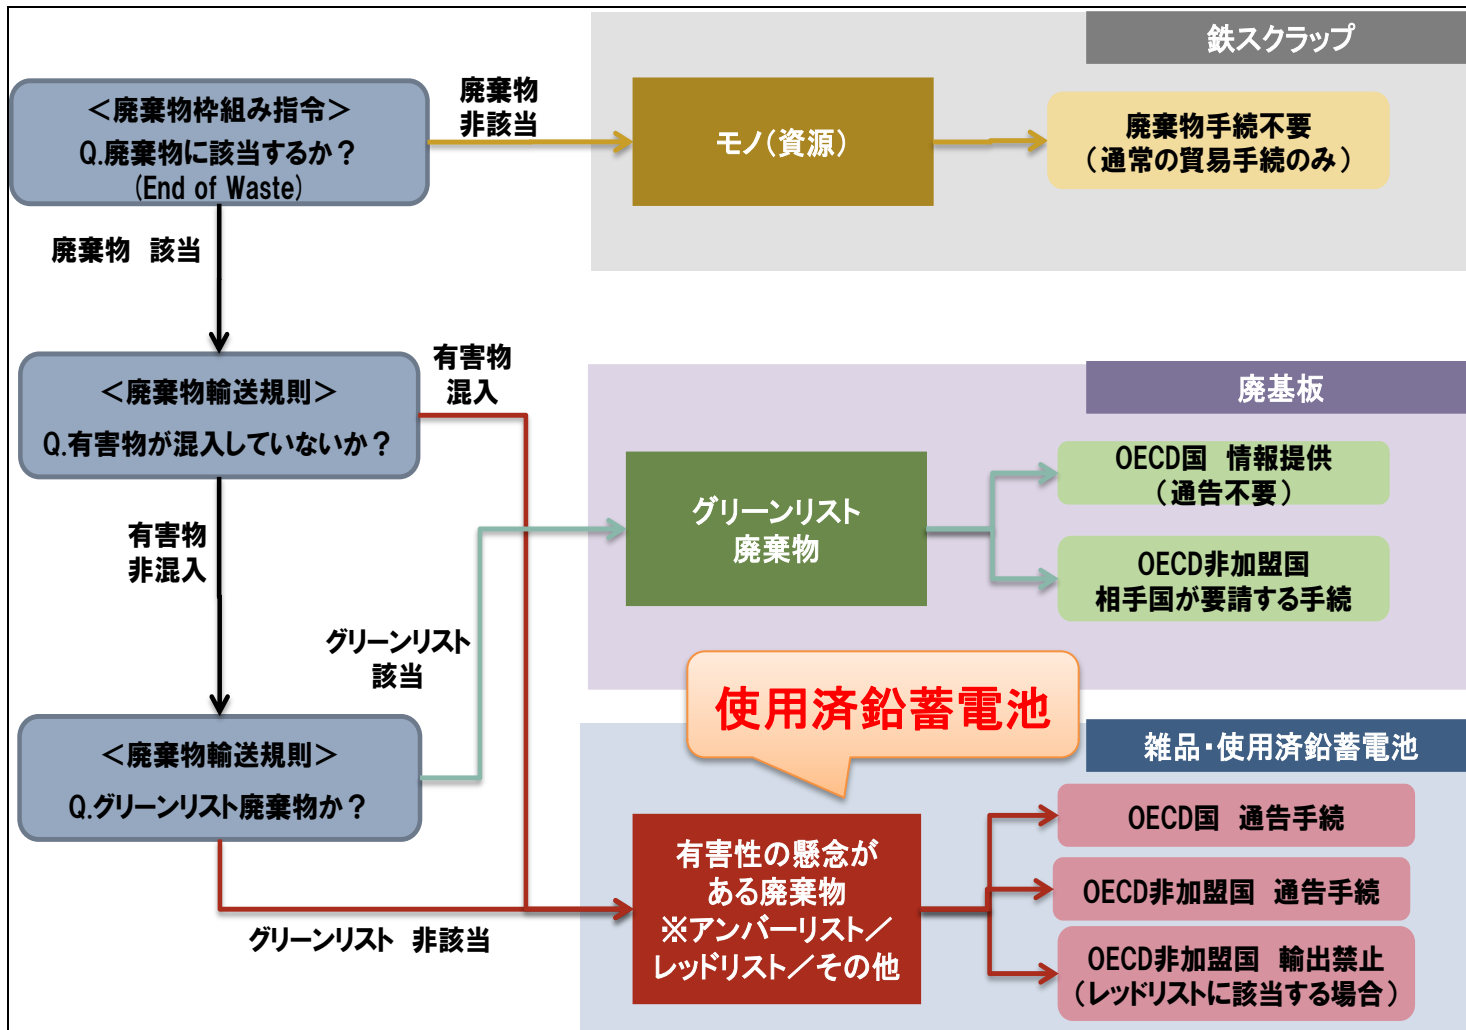 鉄スクラップ
＜廃棄物枠組み指令＞
Q.廃棄物に該当するか？
(End of Waste)
廃棄物
非該当
モノ(資源)
廃棄物手続不要
（通常の貿易手続のみ）
廃棄物　該当
＜廃棄物輸送規則＞
Q.有害物が混入していないか？
有害物
混入
廃基板
グリーンリスト
廃棄物
OECD国　情報提供
（通告不要）
OECD非加盟国
相手国が要請する手続
有害物
非混入
グリーンリスト
該当
使用済鉛蓄電池
＜廃棄物輸送規則＞
Q.グリーンリスト廃棄物か？
雑品・使用済鉛蓄電池
有害性の懸念が
ある廃棄物
※アンバーリスト／
レッドリスト／その他
OECD国　通告手続
OECD非加盟国　通告手続
OECD非加盟国　輸出禁止
（レッドリストに該当する場合）
グリーンリスト　非該当